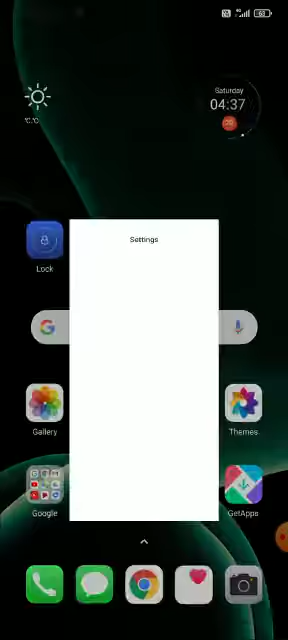 Saturday
04:37
°C.°C
Settings
Lock
Gallery
Themes
Google
GetApps